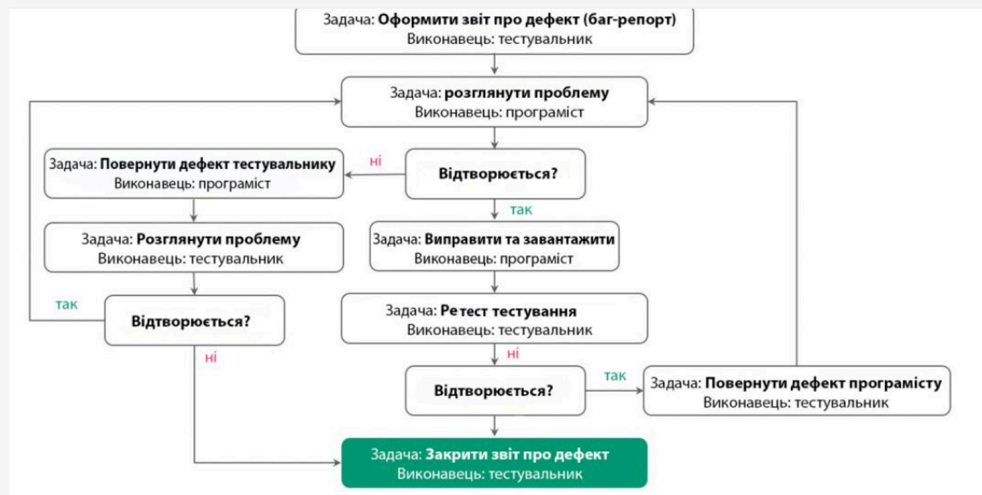 Задача: Оформити звіт про дефект (баг-репорт)
Виконавець: тестувальник
Задача: розглянути проблему
Виконавець: програміст
Задача: Повернути дефект тестувальнику
Виконавець: програміст
ні
Відтворюється?
так
Задача: Розглянути проблему
Виконавець: тестувальник
Задача: Виправити та завантажити
Виконавець: програміст
так
Відтворюється?
ні
Задача: Ретест тестування
Виконавець: тестувальник
ні
Відтворюється?
так
Задача: Повернути дефект програмісту
Виконавець: тестувальник
Задача: Закрити звіт про дефект
Виконавець: тестувальник